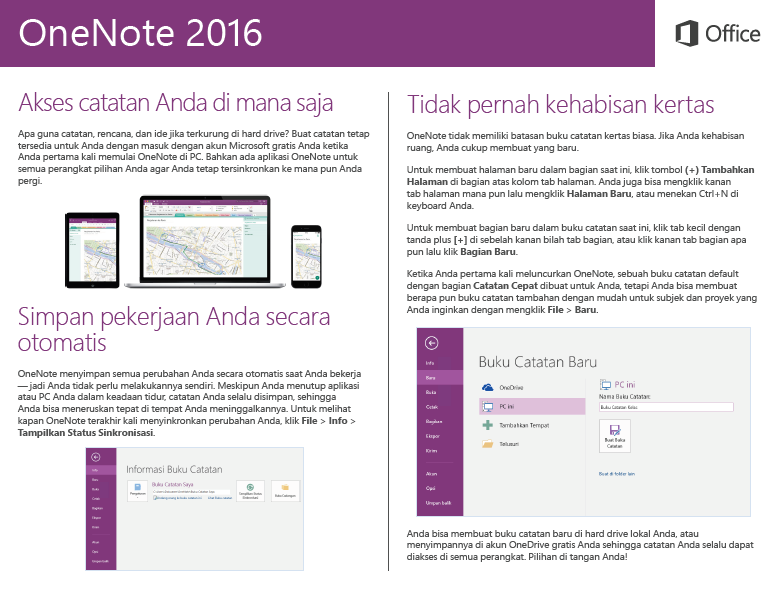 OneNote 2016
Office
Akses catatan Anda di mana saja
Apa guna catatan, rencana, dan ide jika terkurung di hard drive? Buat catatan tetap
tersedia untuk Anda dengan masuk dengan akun Microsoft gratis Anda ketika
Anda pertama kali memulai OneNote di PC. Bahkan ada aplikasi OneNote untuk
semua perangkat pilihan Anda agar Anda tetap tersinkronkan ke mana pun Anda
pergi.
Simpan pekerjaan Anda secara
otomatis
OneNote menyimpan semua perubahan Anda secara otomatis saat Anda bekerja
— jadi Anda tidak perlu melakukannya sendiri. Meskipun Anda menutup aplikasi
atau PC Anda dalam keadaan tidur, catatan Anda selalu disimpan, sehingga
Anda bisa meneruskan tepat di tempat Anda meninggalkannya. Untuk melihat
kapan OneNote terakhir kali menyinkronkan perubahan Anda, klik File > Info >
Tampilkan Status Sinkronisasi.
Informasi Buku Catatan
Info
Baru
Buka
Cetak
Bagikan
Ekspor
Kirim
Akun
Opsi
Umpan balik
Buku Catatan Saya
Pengaturan
Tidak pernah kehabisan kertas
OneNote tidak memiliki batasan buku catatan kertas biasa. Jika Anda kehabisan
ruang, Anda cukup membuat yang baru.
Untuk membuat halaman baru dalam bagian saat ini, klik tombol (+) Tambahkan
Halaman di bagian atas kolom tab halaman. Anda juga bisa mengklik kanan
tab halaman mana pun lalu mengklik Halaman Baru, atau menekan Ctrl+N di
keyboard Anda.
Untuk membuat bagian baru dalam buku catatan saat ini, klik tab kecil dengan
tanda plus [+] di sebelah kanan bilah tab bagian, atau klik kanan tab bagian apa
pun lalu klik Bagian Baru.
Ketika Anda pertama kali meluncurkan OneNote, sebuah buku catatan default
dengan bagian Catatan Cepat dibuat untuk Anda, tetapi Anda bisa membuat
berapa pun buku catatan tambahan dengan mudah untuk subjek dan proyek yang
Anda inginkan dengan mengklik File > Baru.
Info
Baru
Buka
Cetak
Bagikan
Ekspor
Kirim
Akun
Opsi
Umpan balik
Buku Catatan Baru
OneDrive
PC ini
Tambahkan Tempat
Telusuri
PC ini
Nama Buku Catatan:
Buku Catatan Kelas
Buat Buku
Catatan
Buat di folder lain
Anda bisa membuat buku catatan baru di hard drive lokal Anda, atau
menyimpannya di akun OneDrive gratis Anda sehingga catatan Anda selalu dapat
diakses di semua perangkat. Pilihan di tangan Anda!